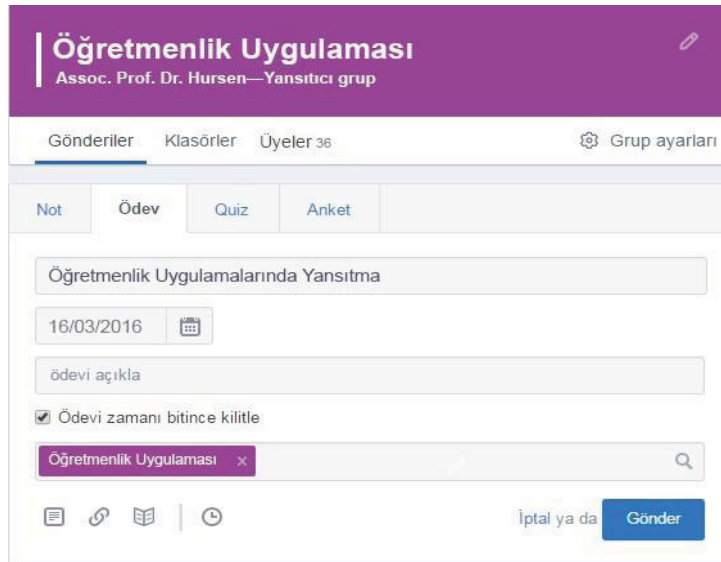 Öğretmenlik Uygulaması
Assoc. Prof. Dr. Hursen—Yansıtıcı grup
Gönderiler Klasörler Üyeler 36 Grup ayarları
Not Ödev Quiz Anket
Öğretmenlik Uygulamalarında Yansıtma
16/03/2016
ödevi açıkla
Ödevi zamanı bitince kilitle
Öğretmenlik Uygulaması x
İptal ya da Gönder